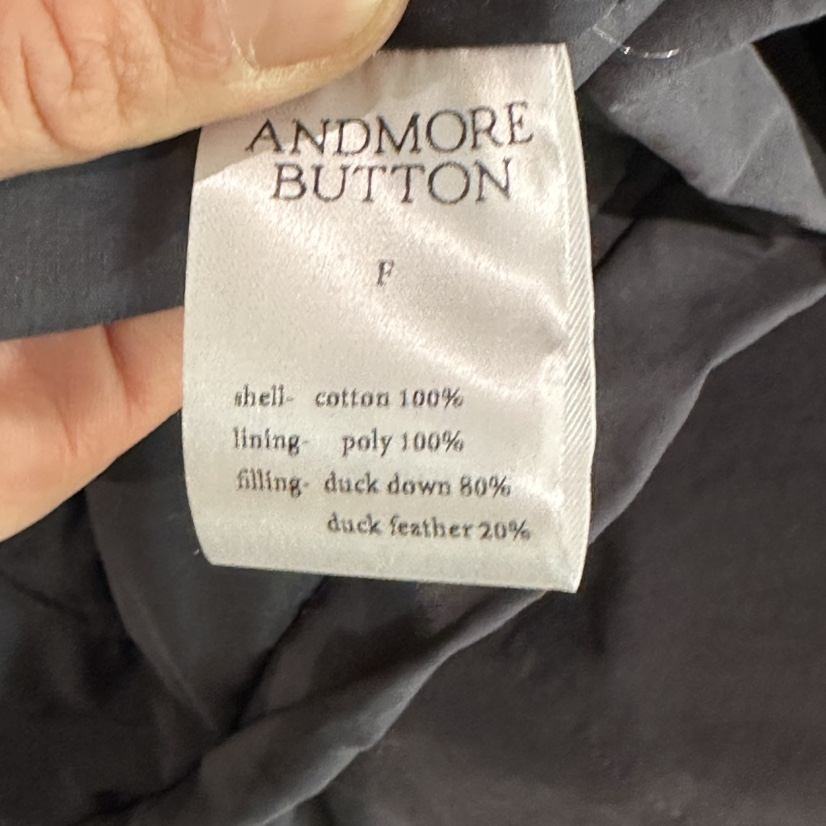 ANDMORE
BUTTON
F
shell- cotton 100%
lining- poly 100%
filling- duck down 80%
duck feather 20%